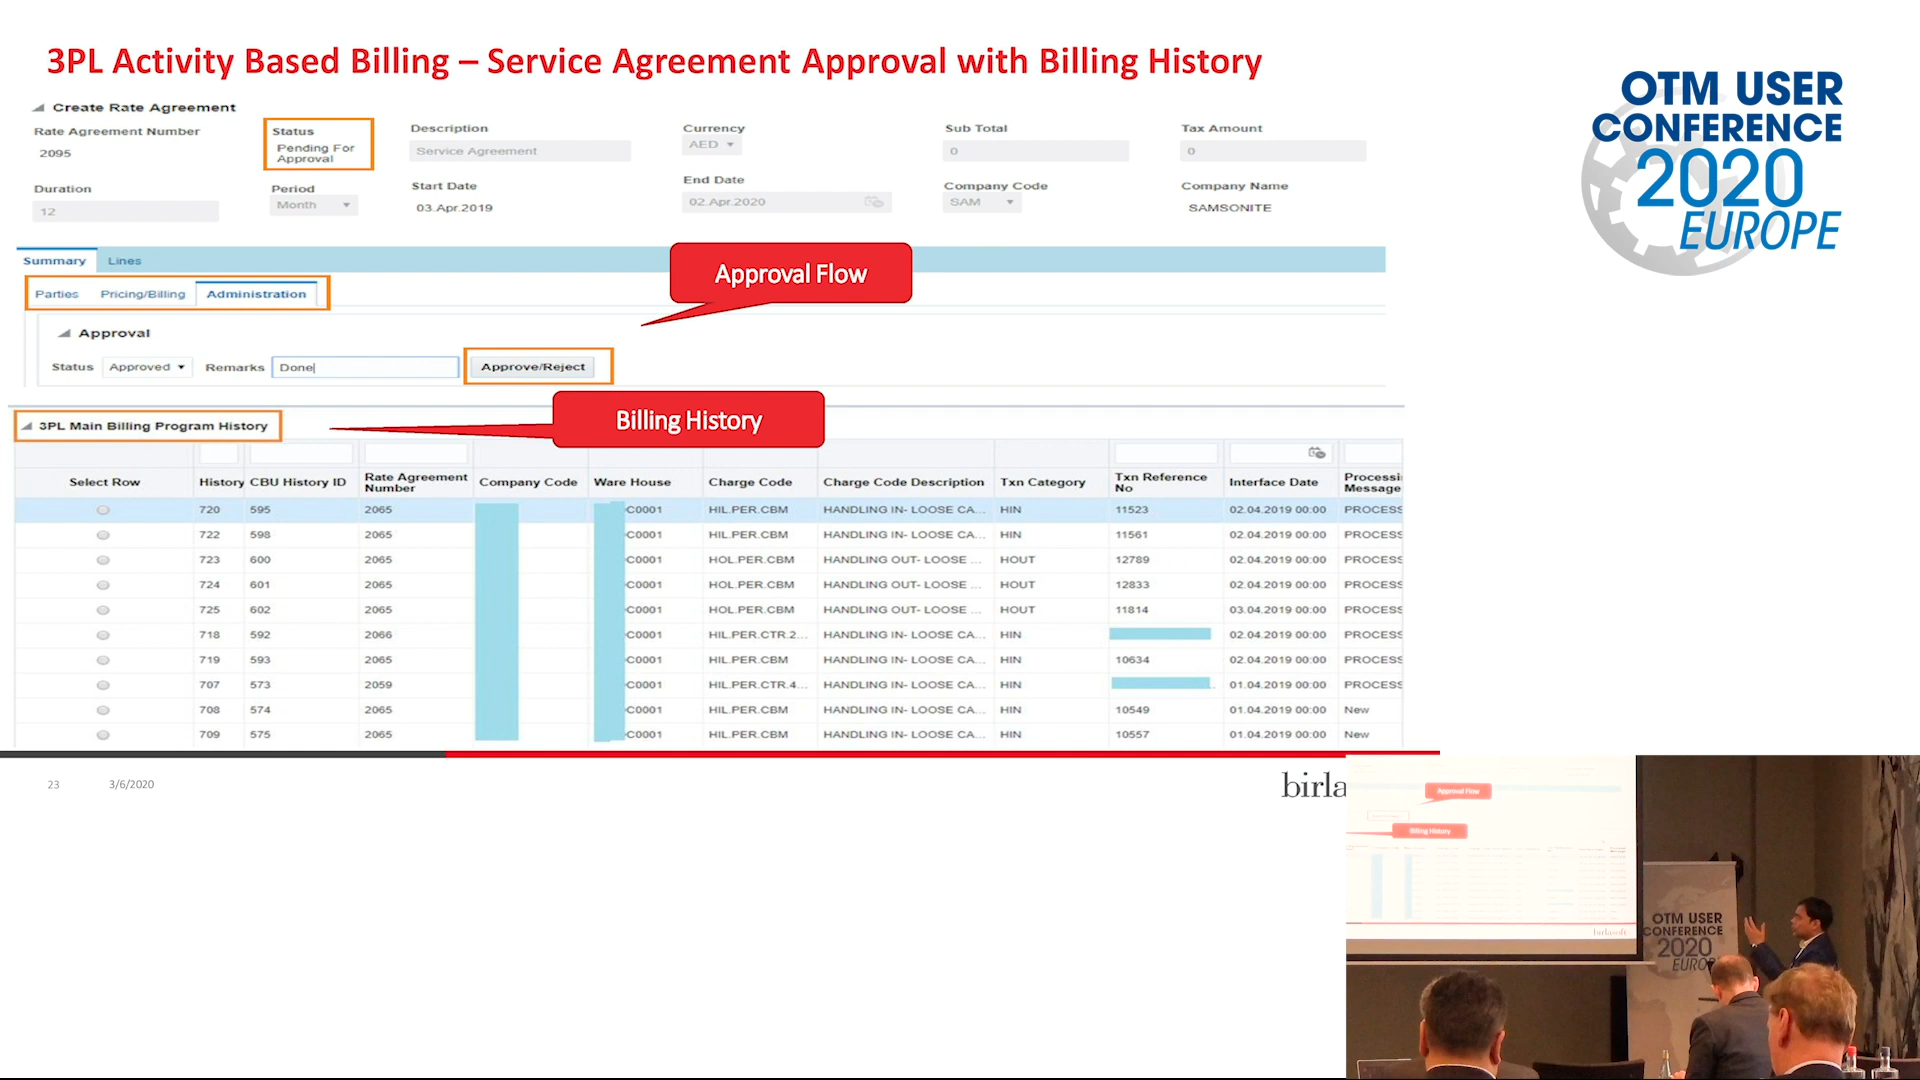 3PL Activity Based Billing – Service Agreement Approval with Billing History
OTM USER
CONFERENCE
2020
EUROPE
Create Rate Agreement
Rate Agreement Number
2095
Status
Pending For
Approval
Description
Service Agreement
Currency
AED
Sub Total
0
Tax Amount
0
Duration
12
Period
Month
Start Date
03.Apr.2019
End Date
02.Apr.2020
Company Code
SAM
Company Name
SAMSONITE
Summary Lines
Parties Pricing/Billing Administration
Approval Flow
Approval
Status Approved Remarks Done Approve/Reject
Billing History
3PL Main Billing Program History
Select Row History CBU History ID Rate Agreement Number Company Code Ware House Charge Code Charge Code Description Txn Category Txn Reference No Interface Date Processi Message
720 595 2065 C0001 HIL.PER.CBM HANDLING IN- LOOSE CA... HIN 11523 02.04.2019 00:00 PROCESS
722 598 2065 C0001 HIL.PER.CBM HANDLING IN- LOOSE CA... HIN 11561 02.04.2019 00:00 PROCESS
723 600 2065 C0001 HOL.PER.CBM HANDLING OUT- LOOSE ... HOUT 12789 02.04.2019 00:00 PROCESS
724 601 2065 C0001 HOL.PER.CBM HANDLING OUT- LOOSE ... HOUT 12833 02.04.2019 00:00 PROCESS
725 602 2065 C0001 HOL.PER.CBM HANDLING OUT- LOOSE ... HOUT 11814 03.04.2019 00:00 PROCESS
718 592 2066 C0001 HIL.PER.CTR.2... HANDLING IN- LOOSE CA... HIN 02.04.2019 00:00 PROCESS
719 593 2065 C0001 HIL.PER.CBM HANDLING IN- LOOSE CA... HIN 10634 02.04.2019 00:00 PROCESS
707 573 2059 C0001 HIL.PER.CTR.4... HANDLING IN- LOOSE CA... HIN 01.04.2019 00:00 PROCESS
708 574 2065 C0001 HIL.PER.CBM HANDLING IN- LOOSE CA... HIN 10549 01.04.2019 00:00 New
709 575 2065 C0001 HIL.PER.CBM HANDLING IN- LOOSE CA... HIN 10557 01.04.2019 00:00 New
23 3/6/2020
birla
Approval Flow
Billing History
birlasoft
OTM USER
CONFERENCE
2020
EUROP